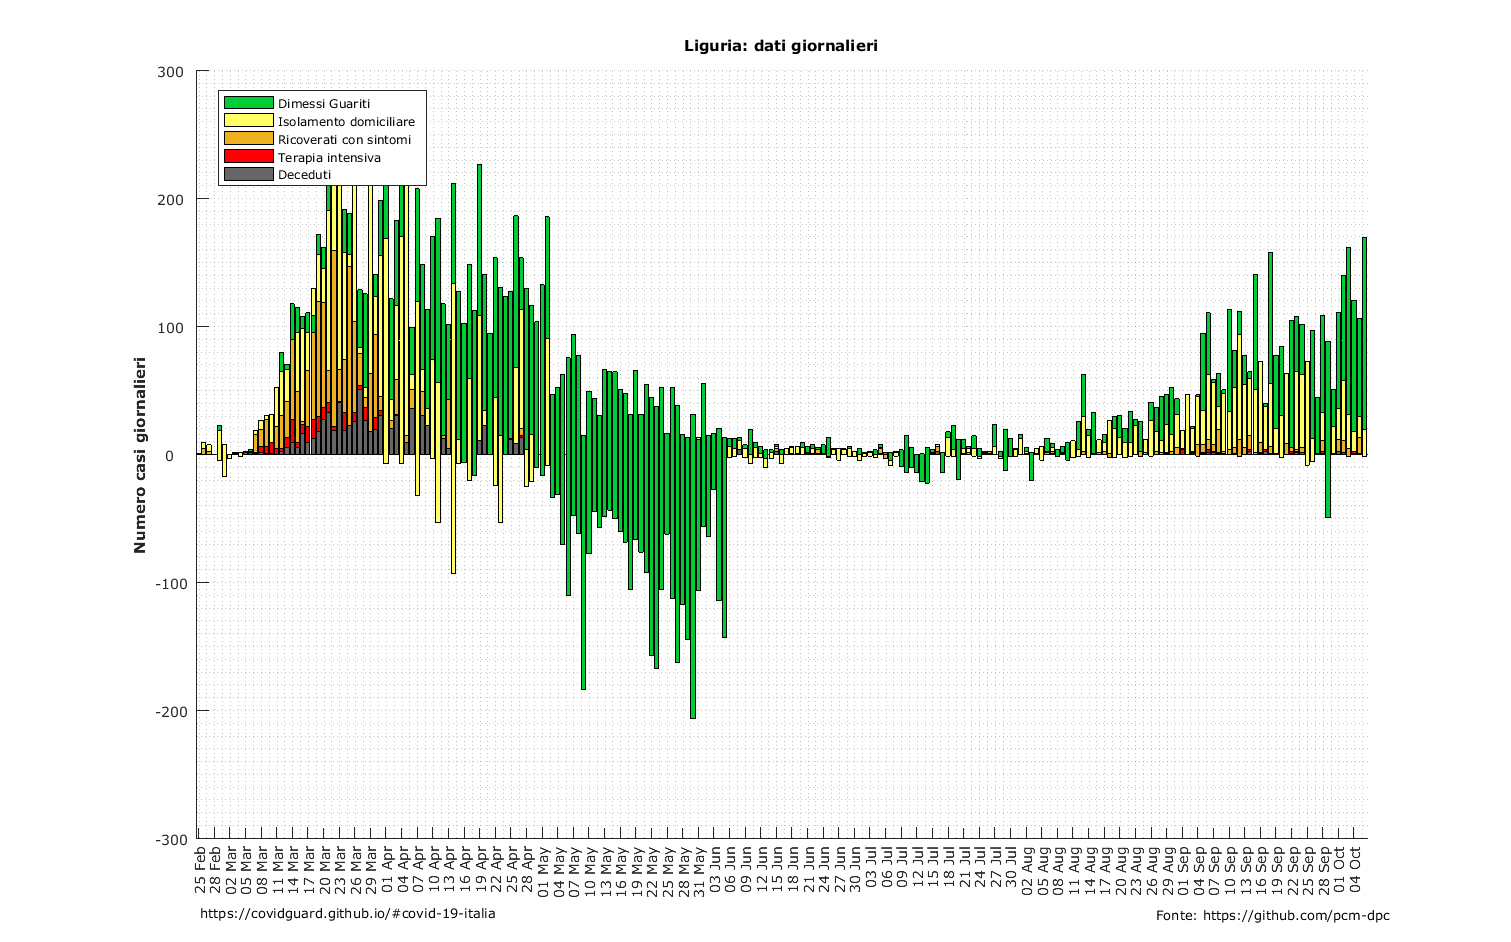 Liguria: dati giornalieri
300
200
100
0
-100
-200
-300
Numero casi giornalieri
Dimessi Guariti
Isolamento domiciliare
Ricoverati con sintomi
Terapia intensiva
Deceduti
25 Feb
28 Feb
02 Mar
05 Mar
08 Mar
11 Mar
14 Mar
17 Mar
20 Mar
23 Mar
26 Mar
29 Mar
01 Apr
04 Apr
07 Apr
10 Apr
13 Apr
16 Apr
19 Apr
22 Apr
25 Apr
28 Apr
01 May
04 May
07 May
10 May
13 May
16 May
19 May
22 May
25 May
28 May
31 May
03 Jun
06 Jun
09 Jun
12 Jun
15 Jun
18 Jun
21 Jun
24 Jun
27 Jun
30 Jun
03 Jul
06 Jul
09 Jul
12 Jul
15 Jul
18 Jul
21 Jul
24 Jul
27 Jul
30 Jul
02 Aug
05 Aug
08 Aug
11 Aug
14 Aug
17 Aug
20 Aug
23 Aug
26 Aug
29 Aug
01 Sep
04 Sep
07 Sep
10 Sep
13 Sep
16 Sep
19 Sep
22 Sep
25 Sep
28 Sep
01 Oct
04 Oct
https://covidguard.github.io/#covid-19-italia
Fonte: https://github.com/pcm-dpc